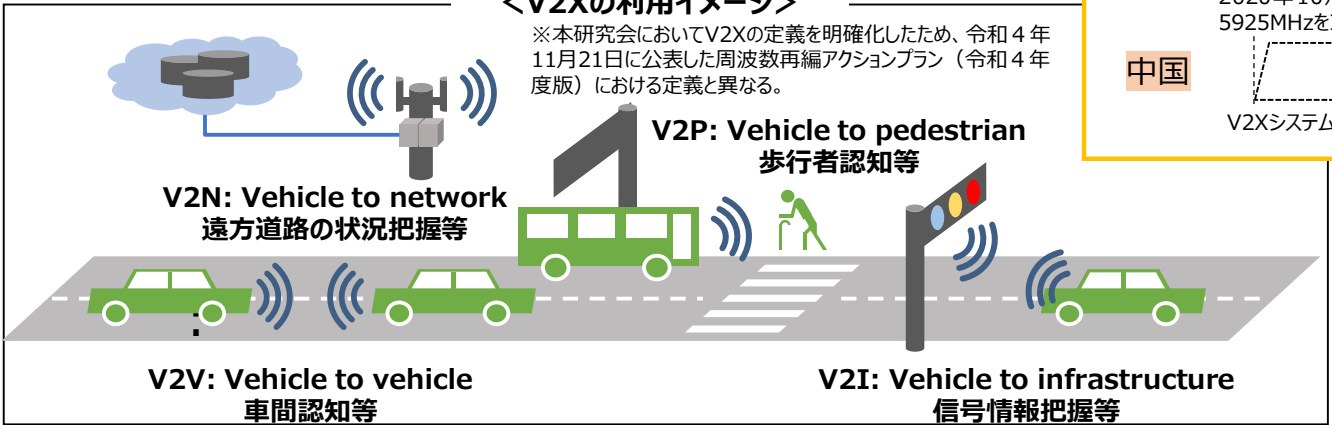 <V2Xの利用イメージ>
※本研究会においてV2Xの定義を明確化したため、令和４年
11月21日に公表した周波数再編アクションプラン（令和４年
度版）における定義と異なる。
V2P: Vehicle to pedestrian
歩行者認知等
V2N: Vehicle to network
遠方道路の状況把握等
V2V: Vehicle to vehicle
車間認知等
V2I: Vehicle to infrastructure
信号情報把握等
5925MHzを
中国
V2Xシステム